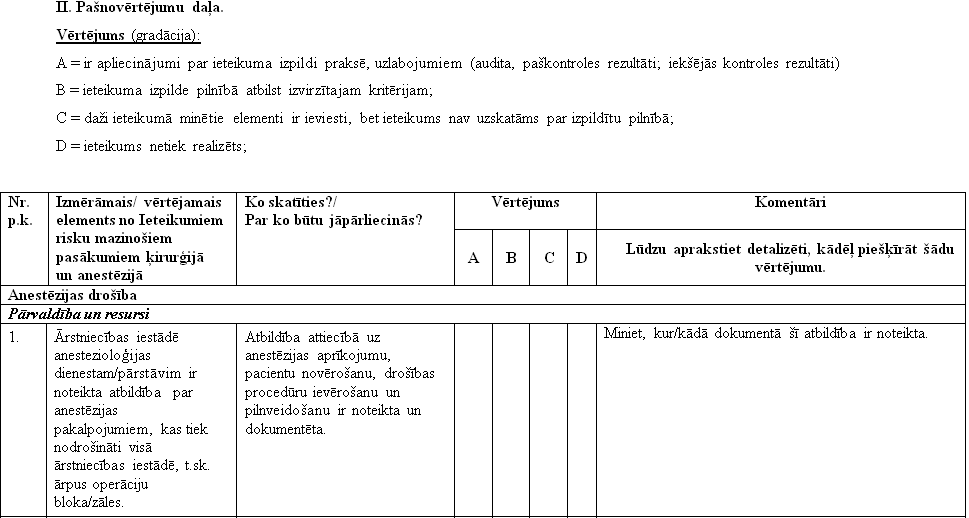 II. Pašnovērtējumu daļa.
Vērtējums (gradācija):
A = ir apliecinājumi par ieteikuma izpildi praksē, uzlabojumiem (audita, paškontroles rezultāti; iekšējās kontroles rezultāti)
B = ieteikuma izpilde pilnībā atbilst izvirzītajam kritērijam;
C = daži ieteikumā minētie elementi ir ieviesti, bet ieteikums nav uzskatāms par izpildītu pilnībā;
D = ieteikums netiek realizēts;
Nr.
p.k.
Izmērāmais/ vērtējamais
elements no Ieteikumiem
risku mazinošiem
pasākumiem ķirurģijā
un anestēzijā
Ko skatīties?/
Par ko būtu jāpārliecinās?
Vērtējums
A B C D
Komentāri
Lūdzu aprakstiet detalizēti, kādēļ piešķīrāt šādu
vērtējumu.
Anestēzijas drošība
Pārvaldība un resursi
1.
Ārstniecības iestādē
anestezioloģijas
dienestam/pārstāvim ir
noteikta atbildība par
anestēzijas
pakalpojumiem, kas tiek
nodrošināti visā
ārstniecības iestādē, t.sk.
ārpus operāciju
bloka/zāles.
Atbildība attiecībā uz
anestēzijas aprīkojumu,
pacientu novērošanu, drošības
procedūru ievērošanu un
pilnveidošanu ir noteikta un
dokumentēta.
Miniet, kur/kādā dokumentā šī atbildība ir noteikta.